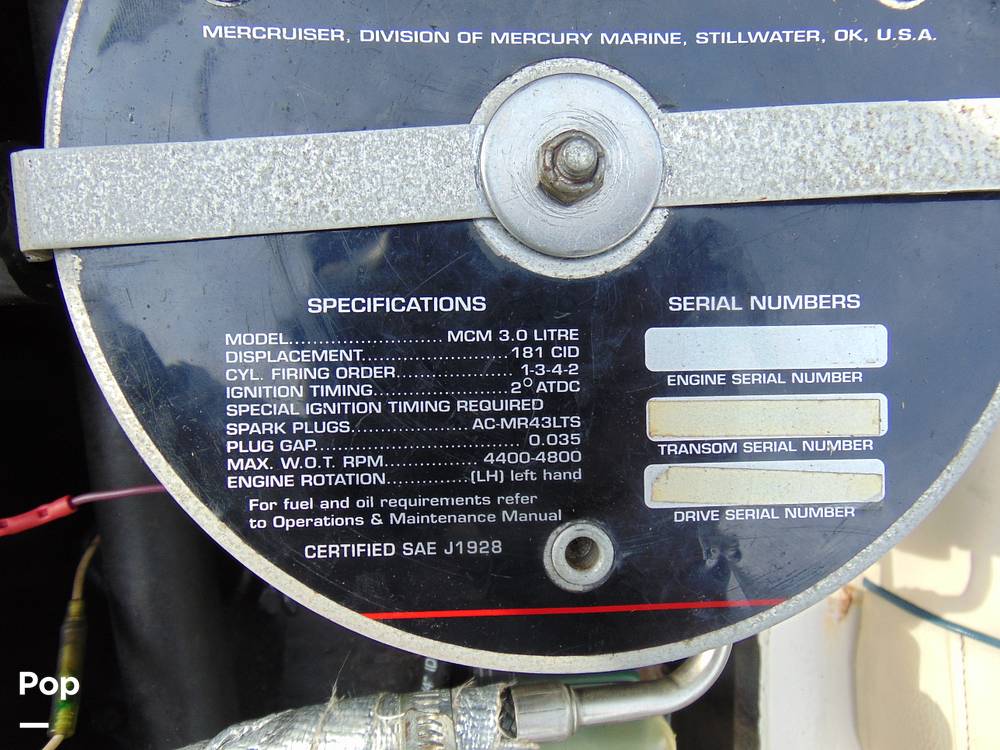 MERCRUISER, DIVISION OF MERCURY MARINE, STILLWATER, OK, U.S.A.
SPECIFICATIONS
MODEL........................ MCM 3.0 LITRE
DISPLACEMENT.......................181 CID
CYL. FIRING ORDER................... 1-3-4-2
IGNITION TIMING......................2° ATDC
SPECIAL IGNITION TIMING REQUIRED
SPARK PLUGS................... AC-MR43LTS
PLUG GAP................................. 0.035
MAX. W.O.T. RPM............... 4400-4800
ENGINE ROTATION.............(LH) left hand
For fuel and oil requirements refer
to Operations & Maintenance Manual
CERTIFIED SAE J1928
SERIAL NUMBERS
ENGINE SERIAL NUMBER
TRANSOM SERIAL NUMBER
DRIVE SERIAL NUMBER
Pop